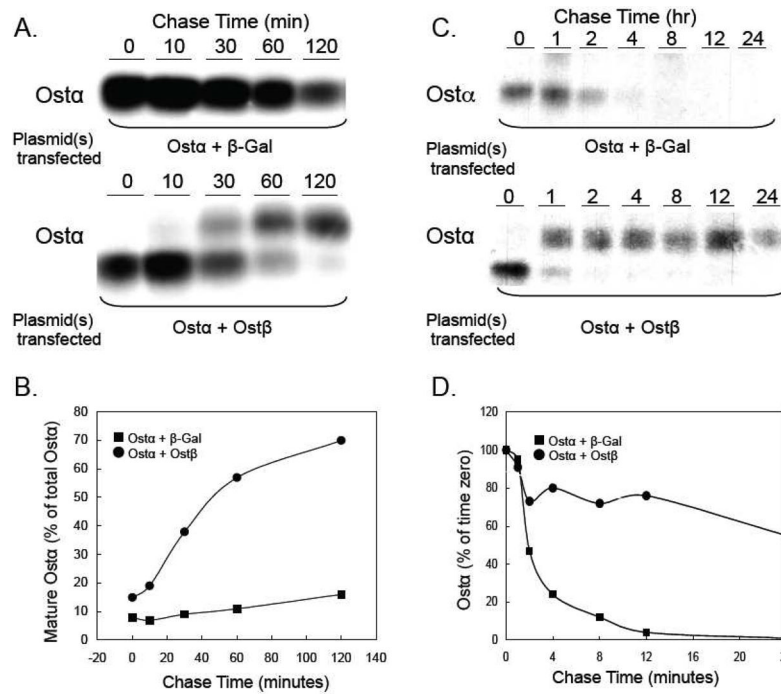 A.
Chase Time (min)
0 10 30 60 120
Ostα
Plasmid(s)
transfected
Ostα + β-Gal
0 10 30 60 120
Ostα
Plasmid(s)
transfected
Ostα + Ostβ
C.
Chase Time (hr)
0 1 2 4 8 12 24
Ostα
Plasmid(s)
transfected
Ostα + β-Gal
0 1 2 4 8 12 24
Ostα
Plasmid(s)
transfected
Ostα + Ostβ
B.
Mature Ostα (% of total Ostα)
80
70
60
50
40
30
20
10
0
Ostα + β-Gal
Ostα + Ostβ
-20 0 20 40 60 80 100 120 140
Chase Time (minutes)
D.
Ostα (% of time zero)
120
100
80
60
40
20
0
Ostα + β-Gal
Ostα + Ostβ
0 4 8 12 16 20
Chase Time (minutes)